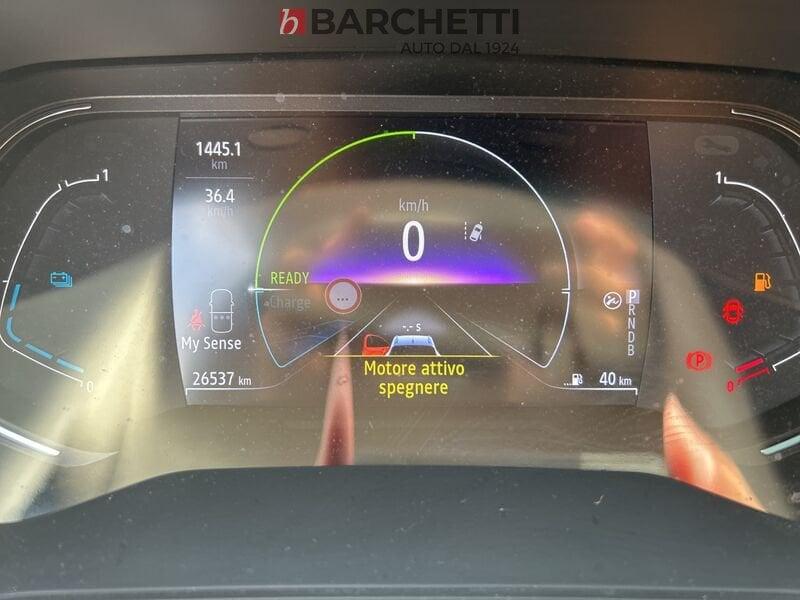 BARCHETTI
AUTO DAL 1924
1445.1
km
36.4
km/h
km/h
0
READY
Charge
...
-.- s
My Sense
Motore attivo
spegnere
26537 km
40 km
P
R
N
D
B
1
0
1
0
P